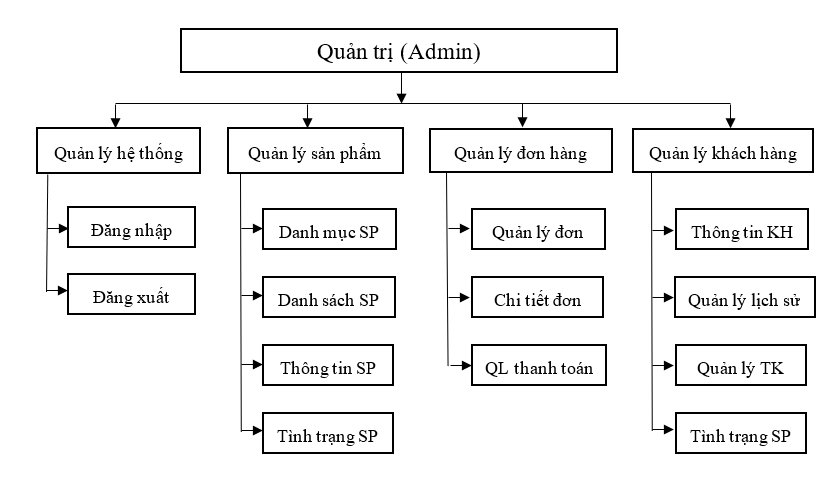 Quản trị (Admin)
Quản lý hệ thống
Quản lý sản phẩm
Quản lý đơn hàng
Quản lý khách hàng
Đăng nhập
Đăng xuất
Danh mục SP
Danh sách SP
Thông tin SP
Tình trạng SP
Quản lý đơn
Chi tiết đơn
QL thanh toán
Thông tin KH
Quản lý lịch sử
Quản lý TK
Tình trạng SP